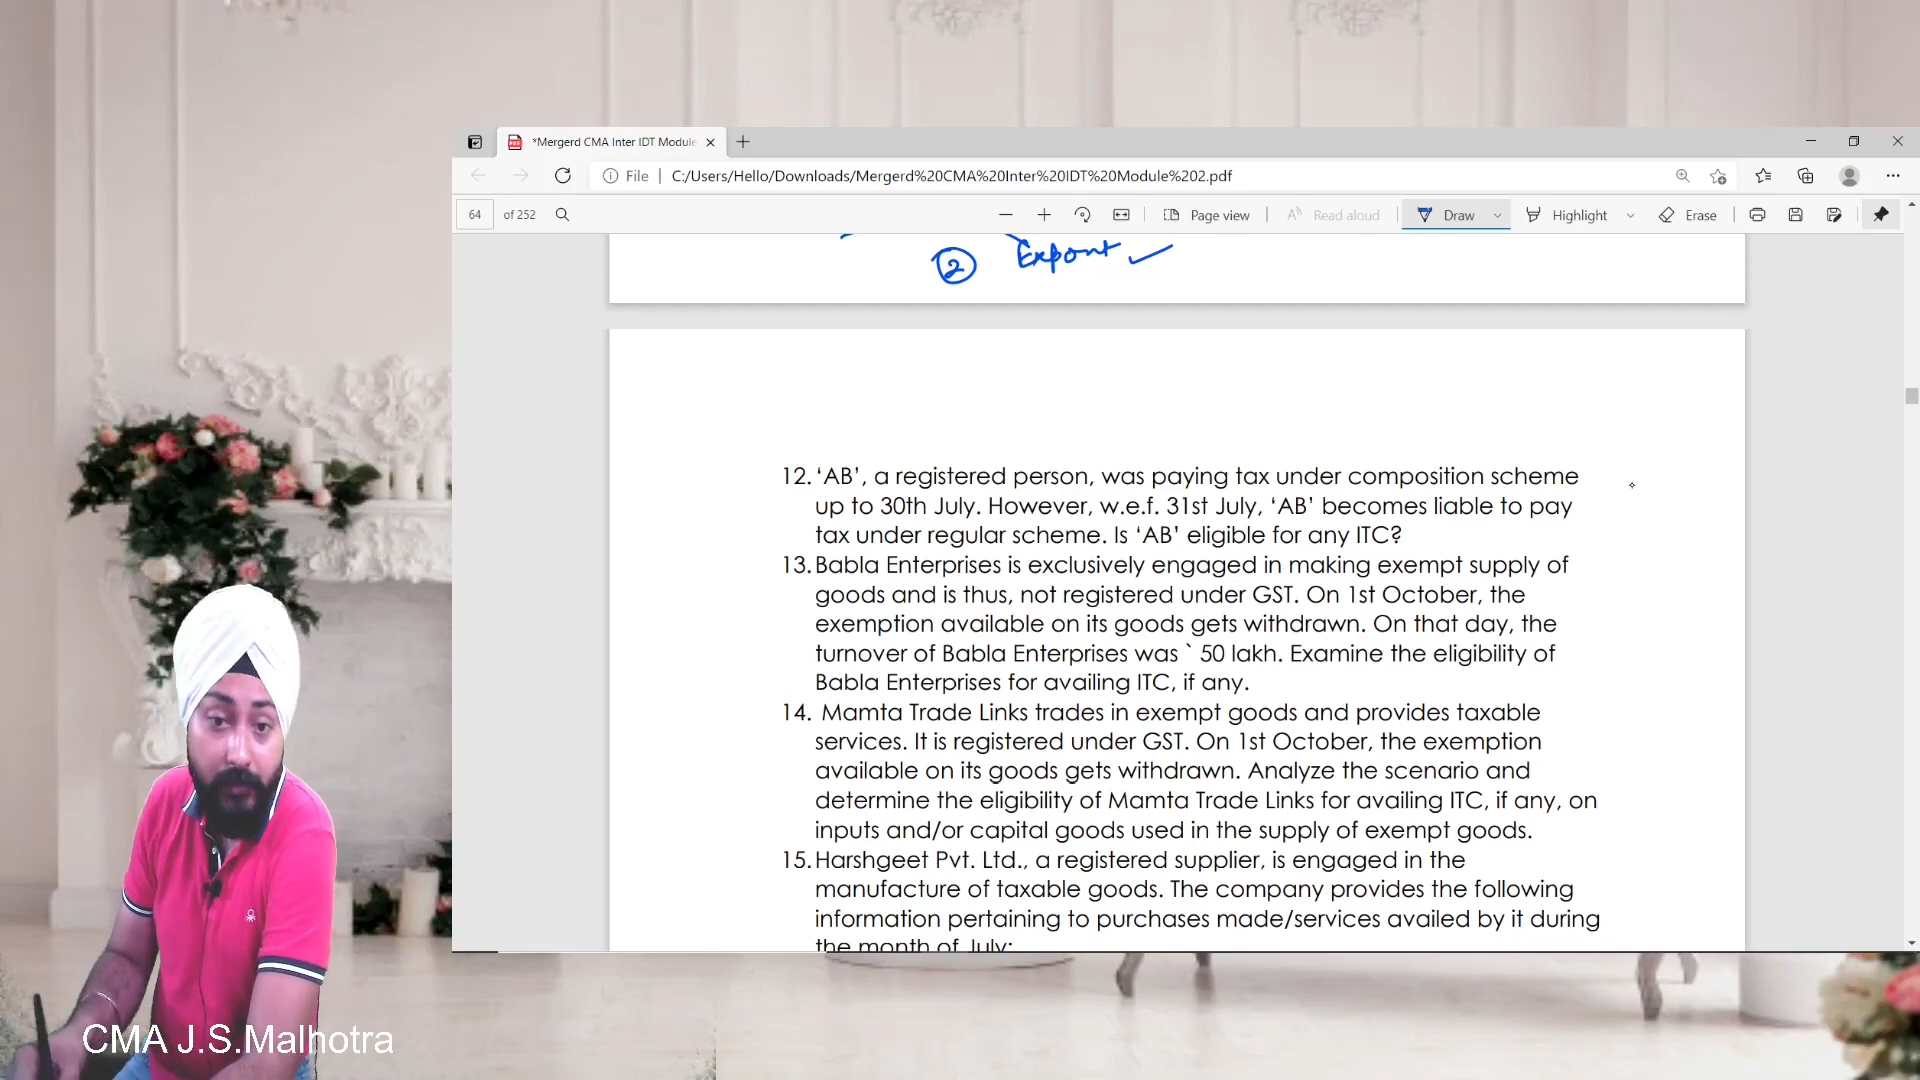 *Mergerd CMA Inter IDT Module
File | C:/Users/Hello/Downloads/Mergerd%20CMA%20Inter%20IDT%20Module%202.pdf
64 of 252 Page view Read aloud Draw Highlight Erase
2 Export
12. ‘AB’, a registered person, was paying tax under composition scheme
up to 30th July. However, w.e.f. 31st July, ‘AB’ becomes liable to pay
tax under regular scheme. Is ‘AB’ eligible for any ITC?
13. Babla Enterprises is exclusively engaged in making exempt supply of
goods and is thus, not registered under GST. On 1st October, the
exemption available on its goods gets withdrawn. On that day, the
turnover of Babla Enterprises was ` 50 lakh. Examine the eligibility of
Babla Enterprises for availing ITC, if any.
14. Mamta Trade Links trades in exempt goods and provides taxable
services. It is registered under GST. On 1st October, the exemption
available on its goods gets withdrawn. Analyze the scenario and
determine the eligibility of Mamta Trade Links for availing ITC, if any, on
inputs and/or capital goods used in the supply of exempt goods.
15. Harshgeet Pvt. Ltd., a registered supplier, is engaged in the
manufacture of taxable goods. The company provides the following
information pertaining to purchases made/services availed by it during
the month of July:
CMA J.S.Malhotra